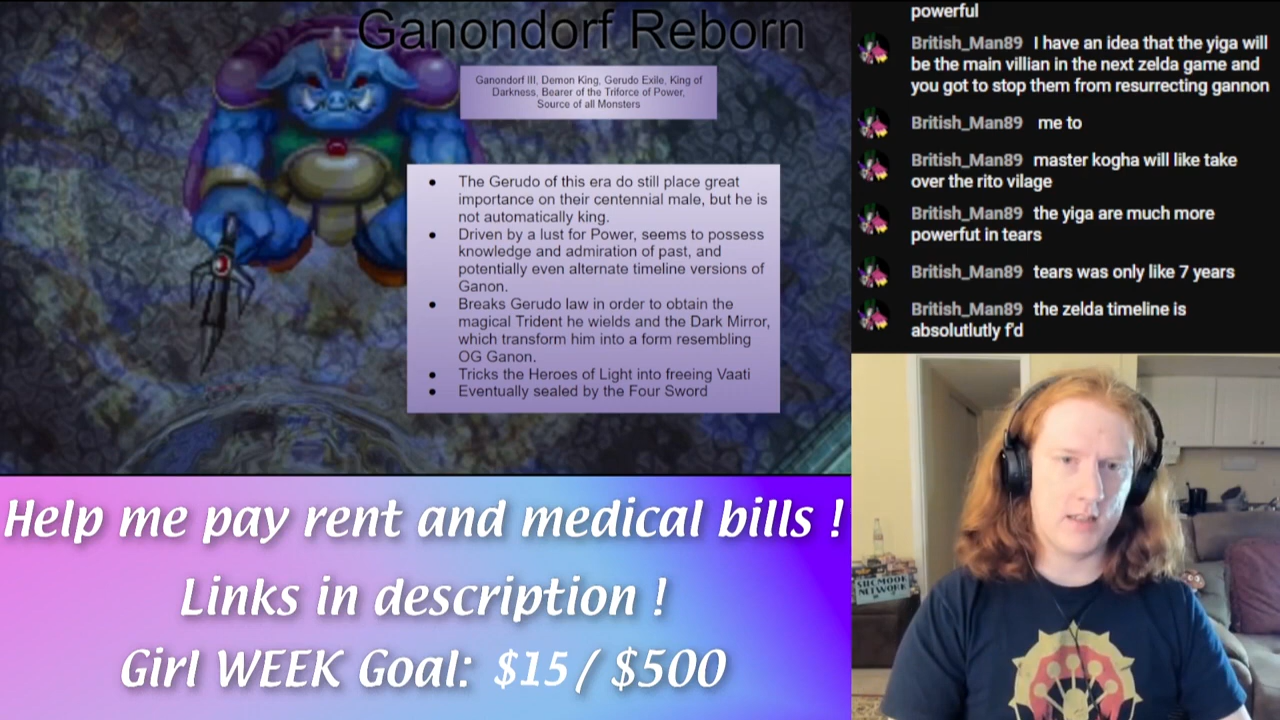 Ganondorf Reborn
Ganondorf III, Demon King, Gerudo Exile, King of
Darkness, Bearer of the Triforce of Power,
Source of all Monsters
● The Gerudo of this era do still place great
importance on their centennial male, but he is
not automatically king.
● Driven by a lust for Power, seems to possess
knowledge and admiration of past, and
potentially even alternate timeline versions of
Ganon.
● Breaks Gerudo law in order to obtain the
magical Trident he wields and the Dark Mirror,
which transform him into a form resembling
OG Ganon.
● Tricks the Heroes of Light into freeing Vaati
● Eventually sealed by the Four Sword
Help me pay rent and medical bills !
Links in description !
Girl WEEK Goal: $15 / $500
powerful
British_Man89 I have an idea that the yiga will
be the main villian in the next zelda game and
you got to stop them from resurrecting gannon
British_Man89 me to
British_Man89 master kogha will like take
over the rito vilage
British_Man89 the yiga are much more
powerfut in tears
British_Man89 tears was only like 7 years
British_Man89 the zelda timeline is
absolutlutly f'd
NETWORK